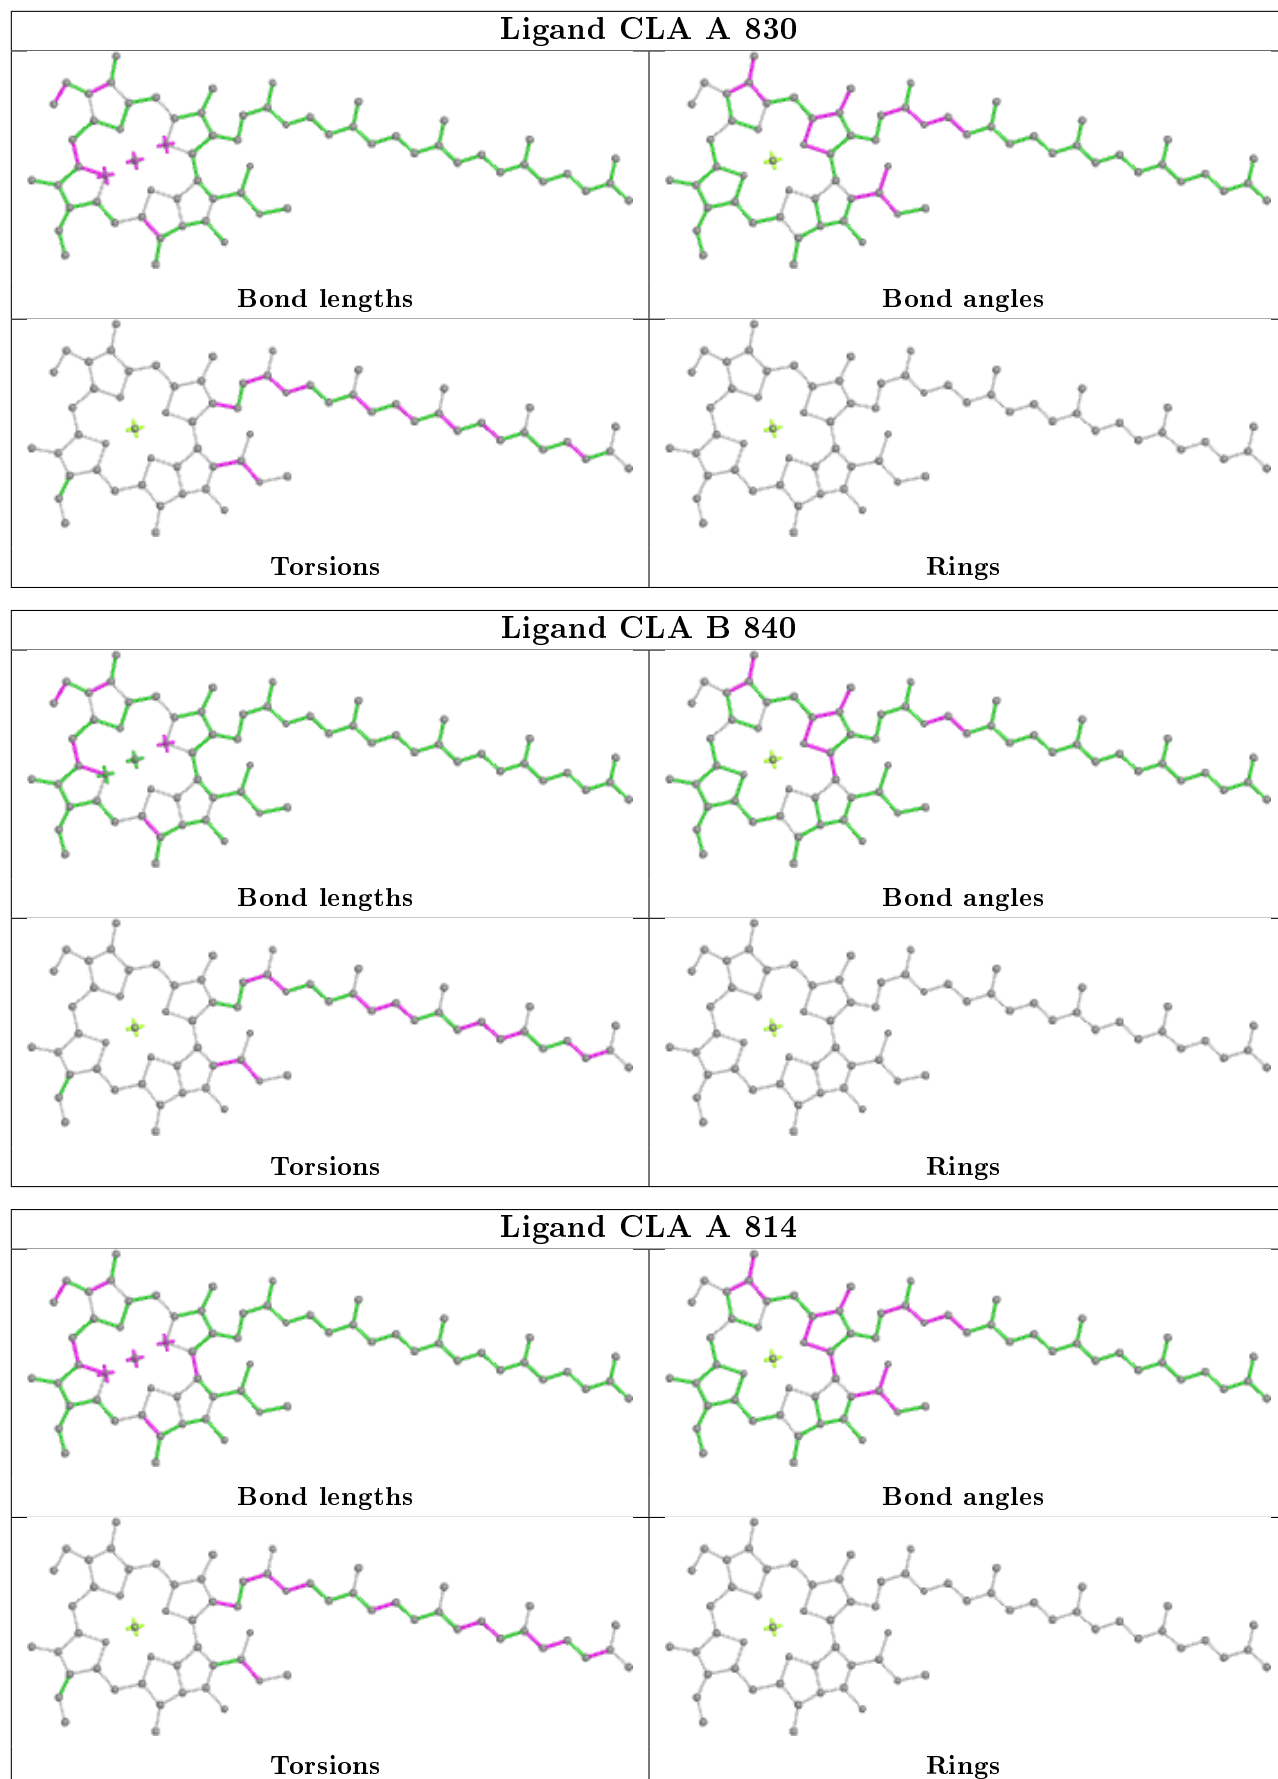 Ligand CLA A 830
Bond lengths
Bond angles
Torsions
Rings
Ligand CLA B 840
Bond lengths
Bond angles
Torsions
Rings
Ligand CLA A 814
Bond lengths
Bond angles
Torsions
Rings